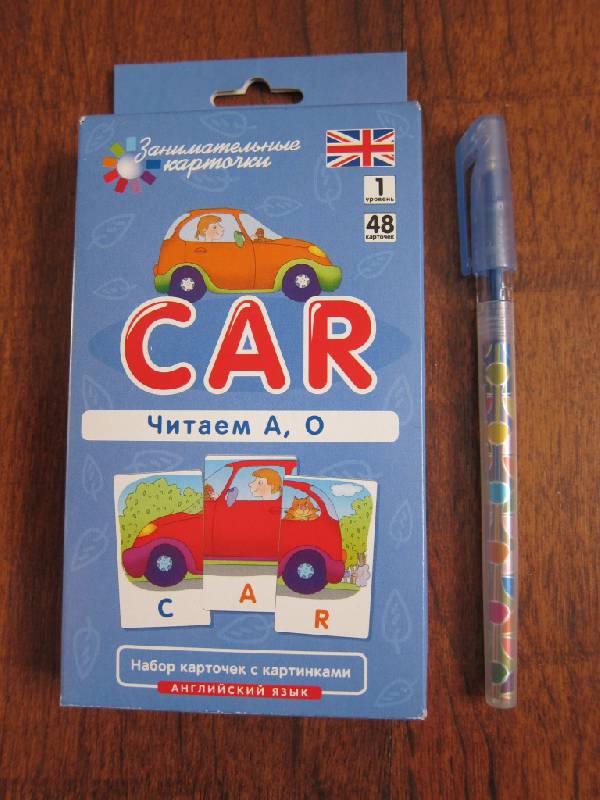 Занимательные
карточки
1
уровень
48
карточек
CAR
Читаем А, О
C A R
Набор карточек с картинками
АНГЛИЙСКИЙ ЯЗЫК